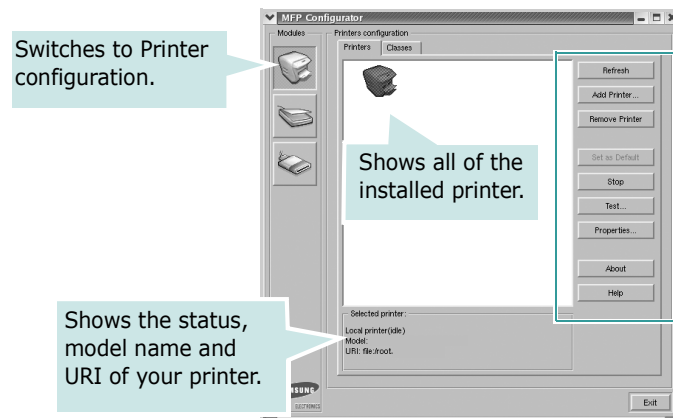 MFP Configurator
Modules
Printers configuration
Printers
Classes
Switches to Printer
configuration.
Refresh
Add Printer...
Remove Printer
Set as Default
Stop
Test...
Properties...
About
Help
Shows all of the
installed printer.
Selected printer:
Local printer(idle)
Model:
URI: file:/root.
Shows the status,
model name and
URI of your printer.
SUNG
ELECTRONICS
Exit